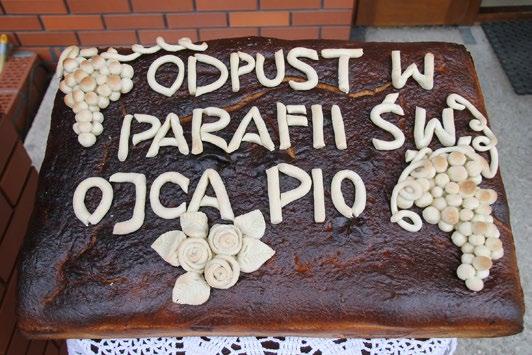 ODPUST W
PARAFII ŚW.
OJCA PIO